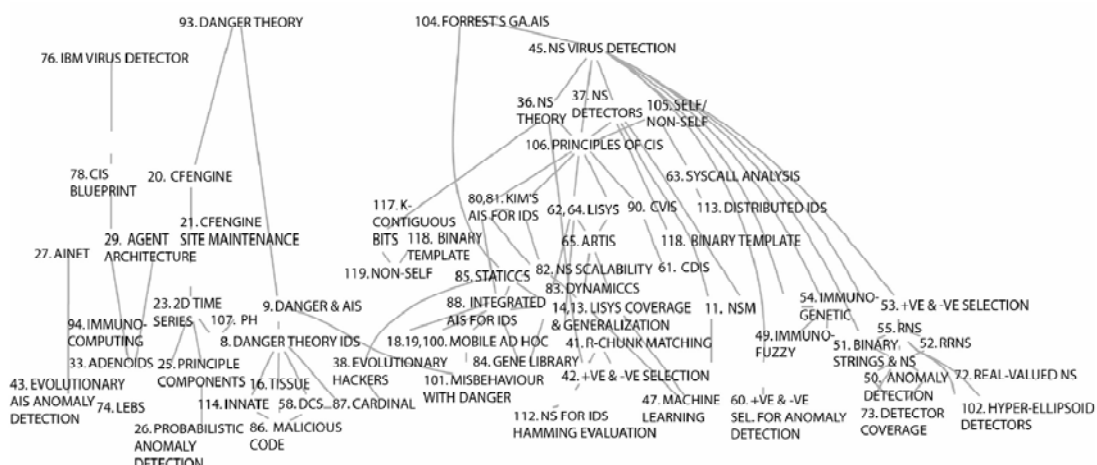 93. DANGER THEORY
104. FORREST'S GA.AIS
76. IBM VIRUS DETECTOR
45. NS VIRUS DETECTION
36. NS
THEORY
37. NS
DETECTORS
105. SELF/
NON-SELF
106. PRINCIPLES OF CIS
78. CIS
BLUEPRINT
20. CFENGINE
63. SYSCALL ANALYSIS
117. K-
CONTIGUOUS
BITS
80,81. KIM'S
AIS FOR IDS
62, 64. LISYS
90. CVIS
113. DISTRIBUTED IDS
21. CFENGINE
SITE MAINTENANCE
29. AGENT
ARCHITECTURE
27. AINET
118. BINARY
TEMPLATE
65. ARTIS
118. BINARY TEMPLATE
119. NON-SELF
85. STATICCS
82. NS SCALABILITY
61. CDIS
83. DYNAMICCS
23. 2D TIME
SERIES
9. DANGER & AIS
88. INTEGRATED
AIS FOR IDS
14,13. LISYS COVERAGE
& GENERALIZATION
11. NSM
54. IMMUNO-
GENETIC
53. +VE & -VE SELECTION
94. IMMUNO-
COMPUTING
107. PH
8. DANGER THEORY IDS
18,19,100. MOBILE AD HOC
41. R-CHUNK MATCHING
49. IMMUNO-
FUZZY
55. RNS
51. BINARY
STRINGS & NS
52. RRNS
33. ADENOIDS
25. PRINCIPLE
COMPONENTS
38. EVOLUTIONARY
HACKERS
84. GENE LIBRARY
43. EVOLUTIONARY
AIS ANOMALY
DETECTION
16. TISSUE
101. MISBEHAVIOUR
WITH DANGER
42. +VE & -VE SELECTION
50. ANOMALY
DETECTION
72. REAL-VALUED NS
74. LEBS
114. INNATE
58. DCS
87. CARDINAL
47. MACHINE
LEARNING
60. +VE & -VE
SEL. FOR ANOMALY
DETECTION
73. DETECTOR
COVERAGE
102. HYPER-ELLIPSOID
DETECTORS
26. PROBABILISTIC
ANOMALY
DETECTION
86. MALICIOUS
CODE
112. NS FOR IDS
HAMMING EVALUATION